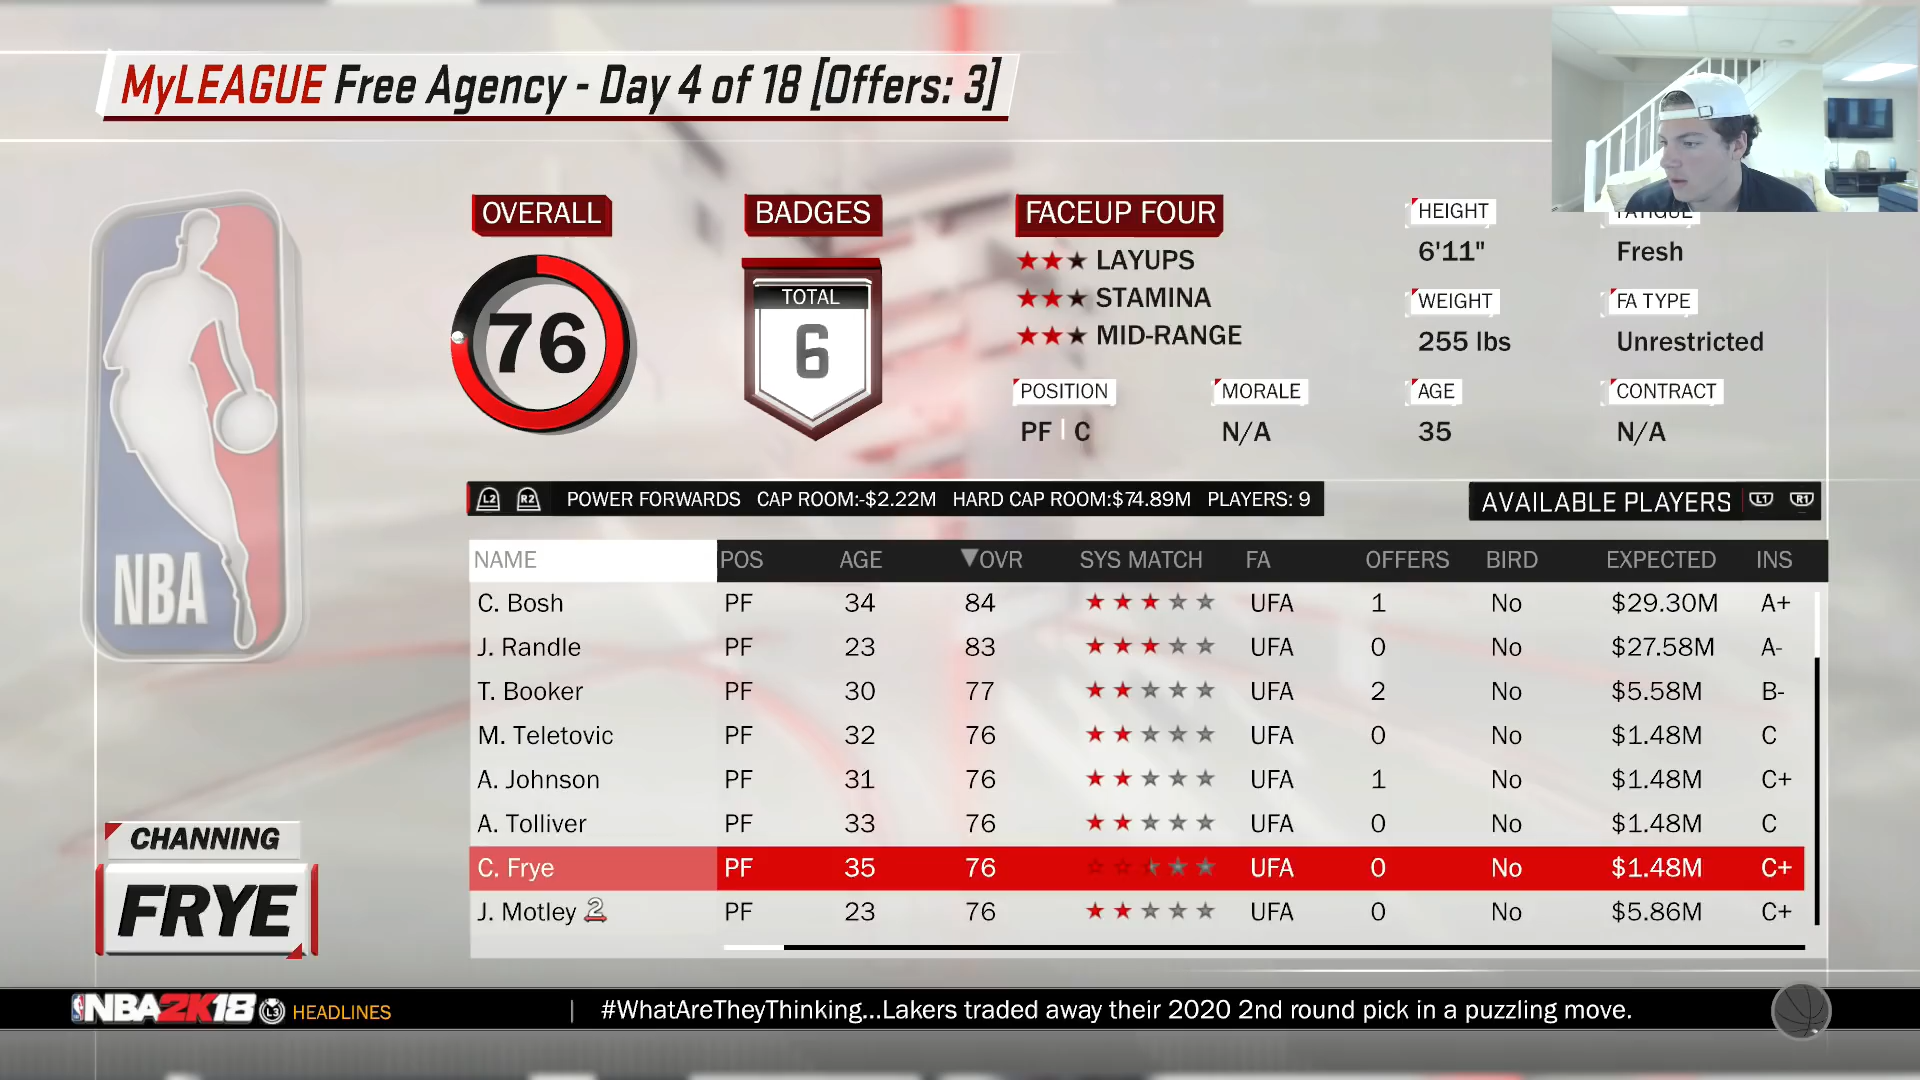 MyLEAGUE Free Agency - Day 4 of 18 [Offers: 3]
OVERALL
76
BADGES
TOTAL
6
FACEUP FOUR
★★★ LAYUPS
★★★ STAMINA
★★★ MID-RANGE
POSITION
PF | C
MORALE
N/A
HEIGHT
6'11"
WEIGHT
255 lbs
AGE
35
FATIGUE
Fresh
FA TYPE
Unrestricted
CONTRACT
N/A
NBA
L2 R2 POWER FORWARDS CAP ROOM:-$2.22M HARD CAP ROOM:$74.89M PLAYERS: 9
AVAILABLE PLAYERS L1 R1
NAME POS AGE ▼OVR SYS MATCH FA OFFERS BIRD EXPECTED INS
C. Bosh PF 34 84 ★★★☆☆ UFA 1 No $29.30M A+
J. Randle PF 23 83 ★★★☆☆ UFA 0 No $27.58M A-
T. Booker PF 30 77 ★★☆☆☆ UFA 2 No $5.58M B-
M. Teletovic PF 32 76 ★★☆☆☆ UFA 0 No $1.48M C
A. Johnson PF 31 76 ★★☆☆☆ UFA 1 No $1.48M C+
A. Tolliver PF 33 76 ★★☆☆☆ UFA 0 No $1.48M C
C. Frye PF 35 76 UFA 0 No $1.48M C+
J. Motley 2 PF 23 76 ★★☆☆☆ UFA 0 No $5.86M C+
CHANNING
FRYE
NBA2K18 L3 HEADLINES | #WhatAreTheyThinking...Lakers traded away their 2020 2nd round pick in a puzzling move.